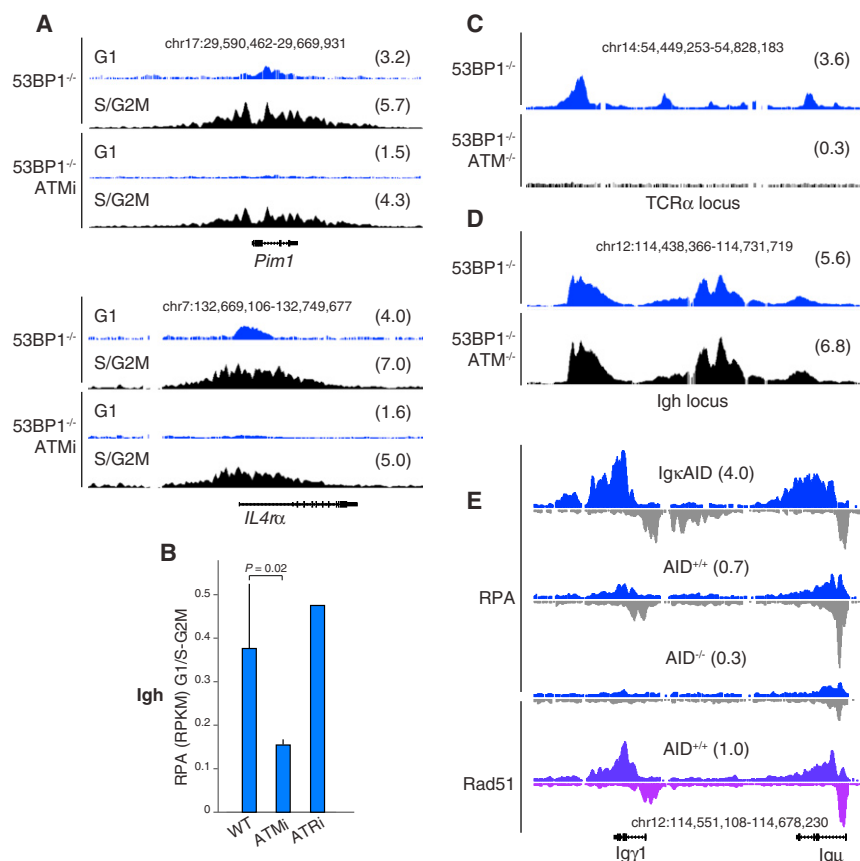 A
chr17:29,590,462-29,669,931
53BP1-/-
G1 (3.2)
S/G2M (5.7)
53BP1-/-
ATMi
G1 (1.5)
S/G2M (4.3)
Pim1
chr7:132,669,106-132,749,677
53BP1-/-
G1 (4.0)
S/G2M (7.0)
53BP1-/-
ATMi
G1 (1.6)
S/G2M (5.0)
IL4rα
B
P = 0.02
Igh
RPA (RPKM) G1/S-G2M
0.5
0.4
0.3
0.2
0.1
0
WT ATMi ATRi
C
chr14:54,449,253-54,828,183
53BP1-/-
(3.6)
53BP1-/-
ATM-/-
(0.3)
TCRα locus
D
chr12:114,438,366-114,731,719
53BP1-/-
(5.6)
53BP1-/-
ATM-/-
(6.8)
Igh locus
E
IgκAID (4.0)
RPA
AID+/+ (0.7)
AID-/- (0.3)
Rad51
AID+/+ (1.0)
chr12:114,551,108-114,678,230
Igγ1 Igμ